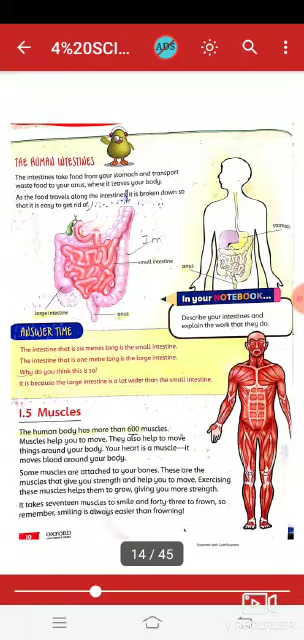 4%20SCI...
ADS
THE HUMAN INTESTINES
The intestines take food from your stomach and transport
waste food to your anus, where it leaves your body.
As the food travels along the intestines it is broken down so
that it is easy to get rid of.
1m
stomach
small intestine
anus
large intestine
anus
In your NOTEBOOK...
Describe your intestines and
explain the work that they do.
ANSWER TIME
The intestine that is six metres long is the small intestine.
The intestine that is one metre long is the large intestine.
Why do you think this is so?
It is because the large intestine is a lot wider than the small intestine.
1.5 Muscles
The human body has more than 600 muscles.
Muscles help you to move. They also help to move
things around your body. Your heart is a muscle—it
moves blood around your body.
Some muscles are attached to your bones. These are the
muscles that give you strength and help you to move. Exercising
these muscles helps them to grow, giving you more strength.
It takes seventeen muscles to smile and forty-three to frown, so
remember, smiling is always easier than frowning!
10
OXFORD
UNIVERSITY PRESS
14 / 45
Scanned with CamScanner
V RECORDER